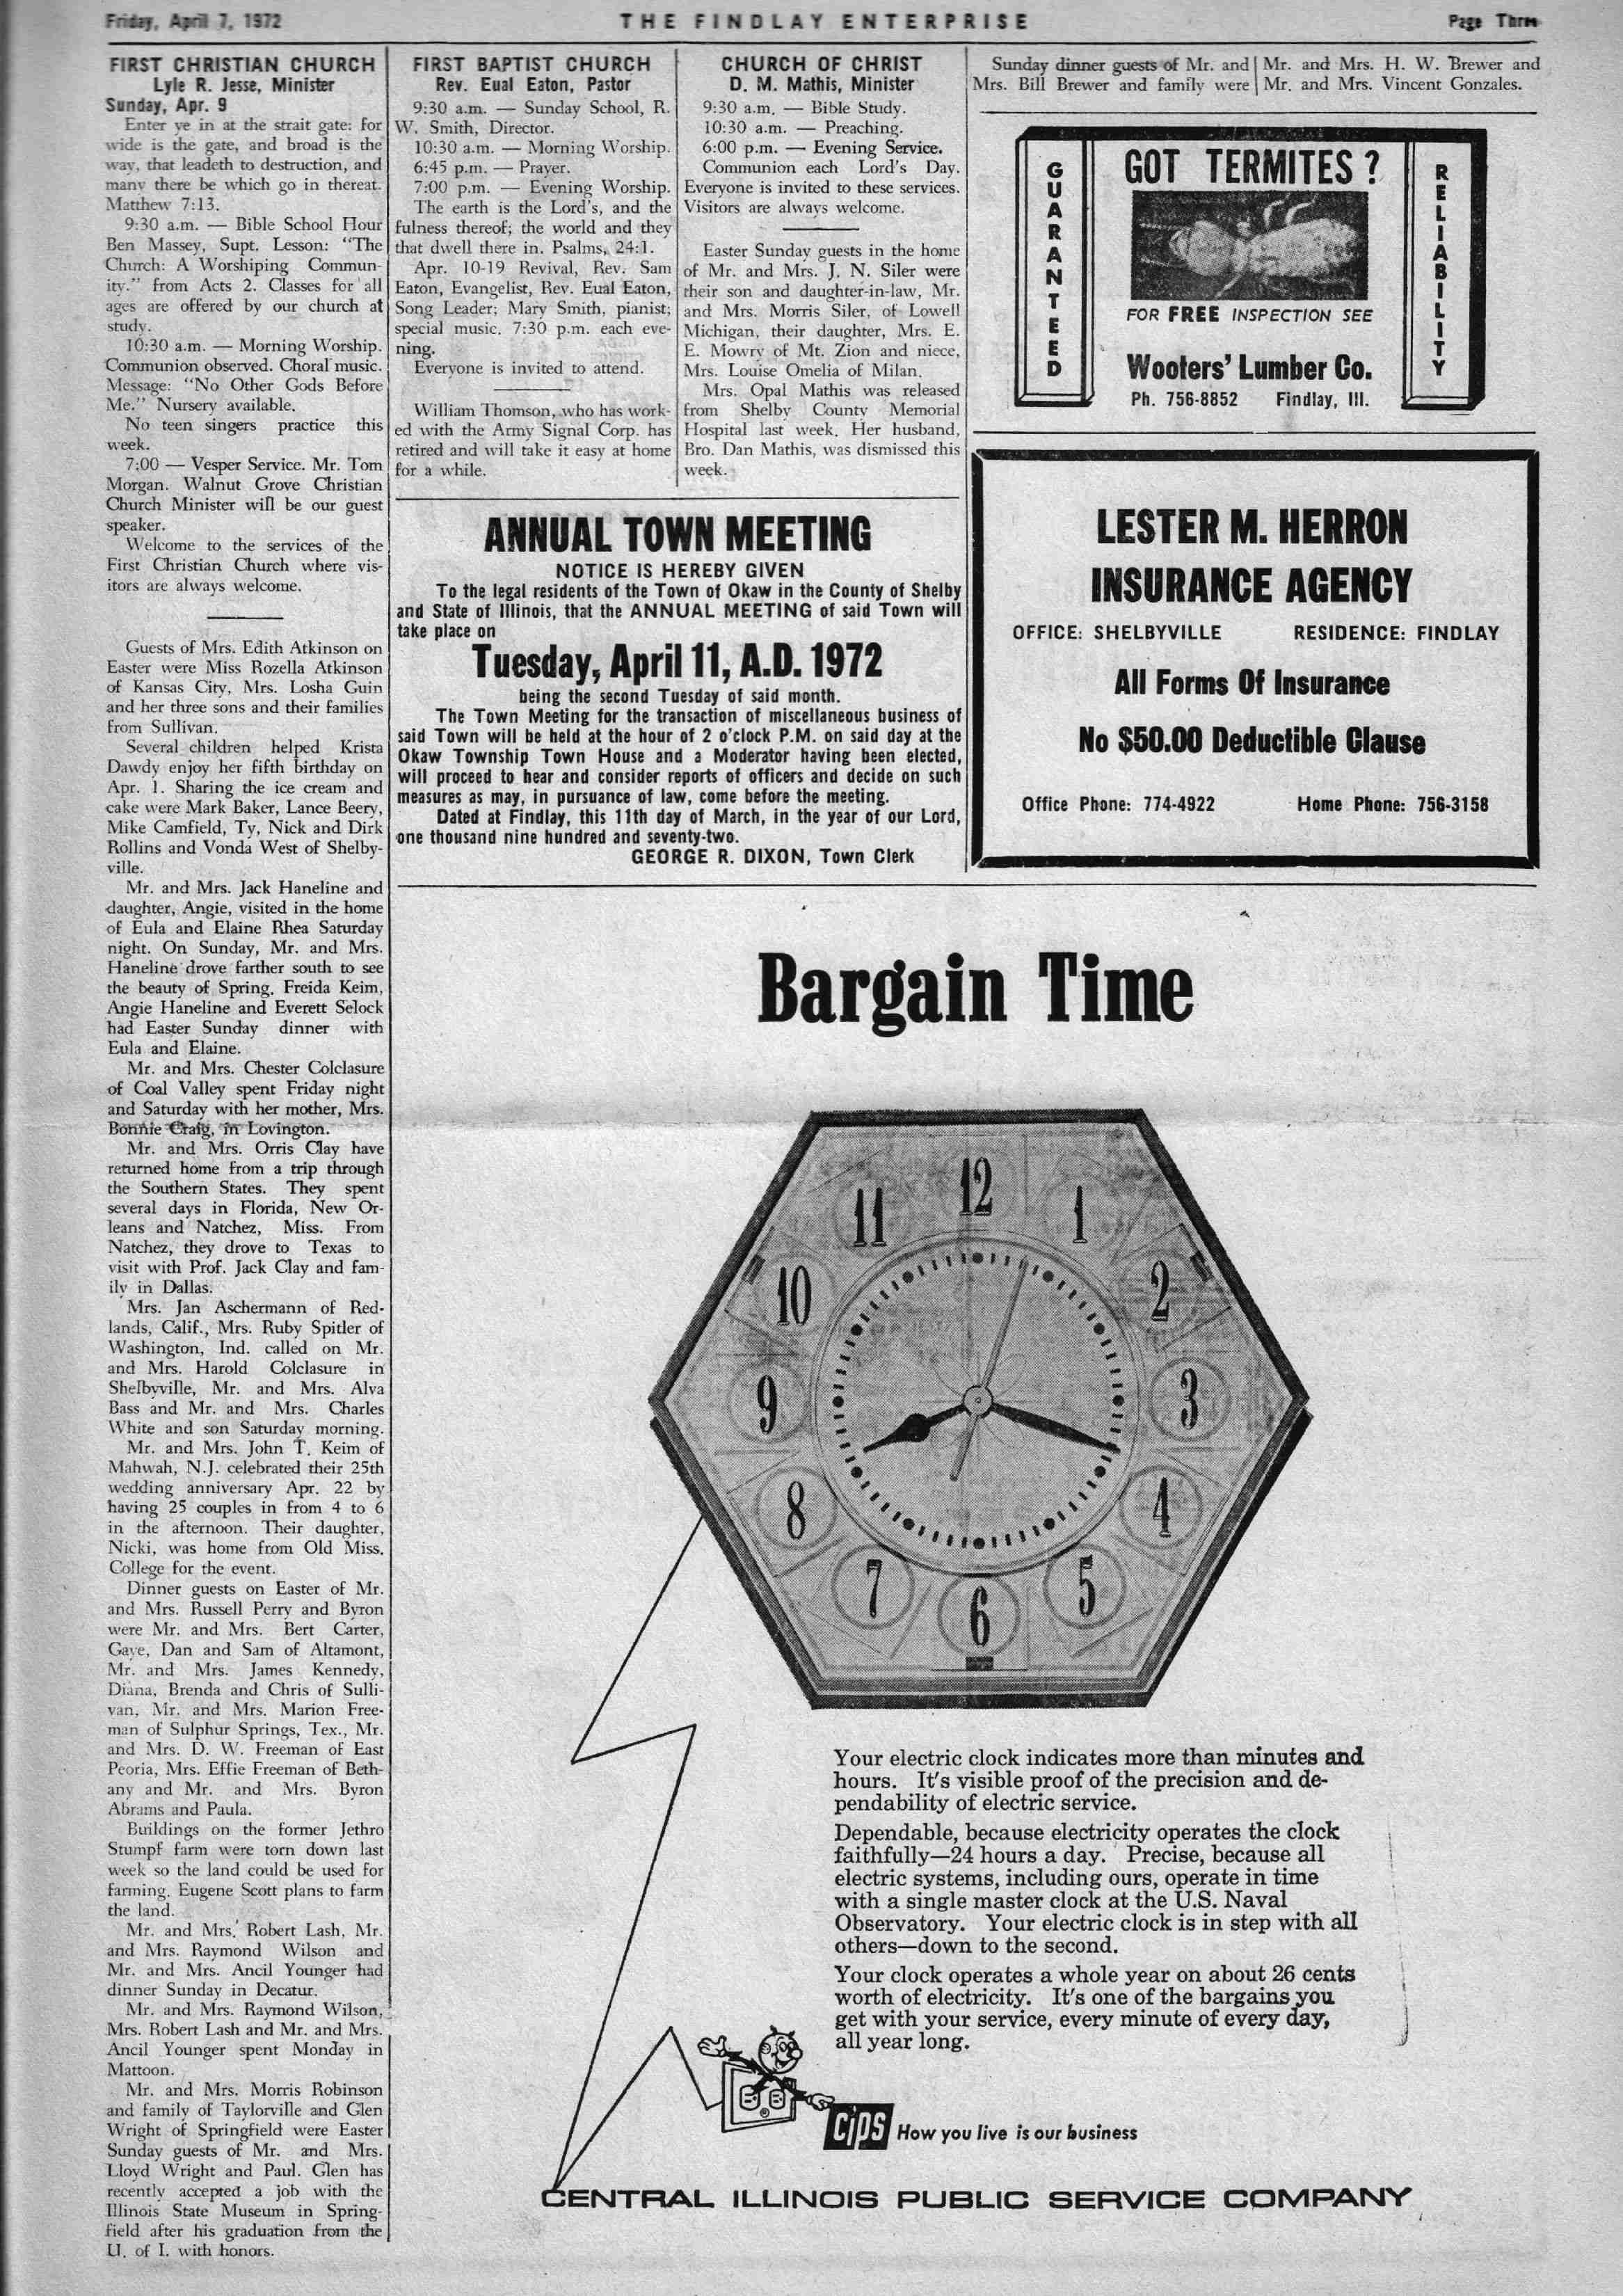 Friday, April 7, 1972
THE FINDLAY ENTERPRISE
Page Three
FIRST CHRISTIAN CHURCH
Lyle R. Jesse, Minister
Sunday, Apr. 9
Enter ye in at the strait gate: for
wide is the gate, and broad is the
way, that leadeth to destruction, and
many there be which go in thereat.
Matthew 7:13.
9:30 a.m. — Bible School Hour
Ben Massey, Supt. Lesson: "The
Church: A Worshiping Commun-
ity." from Acts 2. Classes for all
ages are offered by our church at
study.
10:30 a.m. — Morning Worship.
Communion observed. Choral music.
Message: "No Other Gods Before
Me." Nursery available.
No teen singers practice this
week.
7:00 — Vesper Service. Mr. Tom
Morgan. Walnut Grove Christian
Church Minister will be our guest
speaker.
Welcome to the services of the
First Christian Church where vis-
itors are always welcome.
Guests of Mrs. Edith Atkinson on
Easter were Miss Rozella Atkinson
of Kansas City, Mrs. Losha Guin
and her three sons and their families
from Sullivan.
Several children helped Krista
Dawdy enjoy her fifth birthday on
Apr. 1. Sharing the ice cream and
cake were Mark Baker, Lance Beery,
Mike Camfield, Ty, Nick and Dirk
Rollins and Vonda West of Shelby-
ville.
Mr. and Mrs. Jack Haneline and
daughter, Angie, visited in the home
of Eula and Elaine Rhea Saturday
night. On Sunday, Mr. and Mrs.
Haneline drove farther south to see
the beauty of Spring. Freida Keim,
Angie Haneline and Everett Selock
had Easter Sunday dinner with
Eula and Elaine.
Mr. and Mrs. Chester Colclasure
of Coal Valley spent Friday night
and Saturday with her mother, Mrs.
Bonnie Craig, in Lovington.
Mr. and Mrs. Orris Clay have
returned home from a trip through
the Southern States. They spent
several days in Florida, New Or-
leans and Natchez, Miss. From
Natchez, they drove to Texas to
visit with Prof. Jack Clay and fam-
ily in Dallas.
Mrs. Jan Aschermann of Red-
lands, Calif., Mrs. Ruby Spitler of
Washington, Ind. called on Mr.
and Mrs. Harold Colclasure in
Shelbyville, Mr. and Mrs. Alva
Bass and Mr. and Mrs. Charles
White and son Saturday morning.
Mr. and Mrs. John T. Keim of
Mahwah, N.J. celebrated their 25th
wedding anniversary Apr. 22 by
having 25 couples in from 4 to 6
in the afternoon. Their daughter,
Nicki, was home from Old Miss.
College for the event.
Dinner guests on Easter of Mr.
and Mrs. Russell Perry and Byron
were Mr. and Mrs. Bert Carter,
Gaye, Dan and Sam of Altamont,
Mr. and Mrs. James Kennedy,
Diana, Brenda and Chris of Sulli-
van, Mr. and Mrs. Marion Free-
man of Sulphur Springs, Tex., Mr.
and Mrs. D. W. Freeman of East
Peoria, Mrs. Effie Freeman of Beth-
any and Mr. and Mrs. Byron
Abrams and Paula.
Buildings on the former Jethro
Stumpf farm were torn down last
week so the land could be used for
farming. Eugene Scott plans to farm
the land.
Mr. and Mrs. Robert Lash, Mr.
and Mrs. Raymond Wilson and
Mr. and Mrs. Ancil Younger had
dinner Sunday in Decatur.
Mr. and Mrs. Raymond Wilson,
Mrs. Robert Lash and Mr. and Mrs.
Ancil Younger spent Monday in
Mattoon.
Mr. and Mrs. Morris Robinson
and family of Taylorville and Glen
Wright of Springfield were Easter
Sunday guests of Mr. and Mrs.
Lloyd Wright and Paul. Glen has
recently accepted a job with the
Illinois State Museum in Spring-
field after his graduation from the
U. of I. with honors.
FIRST BAPTIST CHURCH
Rev. Eual Eaton, Pastor
9:30 a.m. — Sunday School, R.
W. Smith, Director.
10:30 a.m. — Morning Worship.
6:45 p.m. — Prayer.
7:00 p.m. — Evening Worship.
The earth is the Lord's, and the
fulness thereof; the world and they
that dwell there in. Psalms, 24:1.
Apr. 10-19 Revival, Rev. Sam
Eaton, Evangelist, Rev. Eual Eaton,
Song Leader; Mary Smith, pianist;
special music. 7:30 p.m. each eve-
ning.
Everyone is invited to attend.
William Thomson, who has work-
ed with the Army Signal Corp. has
retired and will take it easy at home
for a while.
CHURCH OF CHRIST
D. M. Mathis, Minister
9:30 a.m. — Bible Study.
10:30 a.m. — Preaching.
6:00 p.m. — Evening Service.
Communion each Lord's Day.
Everyone is invited to these services.
Visitors are always welcome.
Easter Sunday guests in the home
of Mr. and Mrs. J. N. Siler were
their son and daughter-in-law, Mr.
and Mrs. Morris Siler, of Lowell
Michigan, their daughter, Mrs. E.
E. Mowry of Mt. Zion and niece,
Mrs. Louise Omelia of Milan.
Mrs. Opal Mathis was released
from Shelby County Memorial
Hospital last week. Her husband,
Bro. Dan Mathis, was dismissed this
week.
Sunday dinner guests of Mr. and
Mrs. Bill Brewer and family were
Mr. and Mrs. H. W. Brewer and
Mr. and Mrs. Vincent Gonzales.
GUARANTEED
GOT TERMITES?
FOR FREE INSPECTION SEE
Wooters' Lumber Co.
Ph. 756-8852 Findlay, Ill.
RELIABILITY
ANNUAL TOWN MEETING
NOTICE IS HEREBY GIVEN
To the legal residents of the Town of Okaw in the County of Shelby
and State of Illinois, that the ANNUAL MEETING of said Town will
take place on
Tuesday, April 11, A.D. 1972
being the second Tuesday of said month.
The Town Meeting for the transaction of miscellaneous business of
said Town will be held at the hour of 2 o'clock P.M. on said day at the
Okaw Township Town House and a Moderator having been elected,
will proceed to hear and consider reports of officers and decide on such
measures as may, in pursuance of law, come before the meeting.
Dated at Findlay, this 11th day of March, in the year of our Lord,
one thousand nine hundred and seventy-two.
GEORGE R. DIXON, Town Clerk
LESTER M. HERRON
INSURANCE AGENCY
OFFICE: SHELBYVILLE RESIDENCE: FINDLAY
All Forms Of Insurance
No $50.00 Deductible Clause
Office Phone: 774-4922 Home Phone: 756-3158
Bargain Time
12
1
2
3
4
5
6
7
8
9
10
11
Your electric clock indicates more than minutes and
hours. It's visible proof of the precision and de-
pendability of electric service.
Dependable, because electricity operates the clock
faithfully—24 hours a day. Precise, because all
electric systems, including ours, operate in time
with a single master clock at the U.S. Naval
Observatory. Your electric clock is in step with all
others—down to the second.
Your clock operates a whole year on about 26 cents
worth of electricity. It's one of the bargains you
get with your service, every minute of every day,
all year long.
CIPS How you live is our business
CENTRAL ILLINOIS PUBLIC SERVICE COMPANY